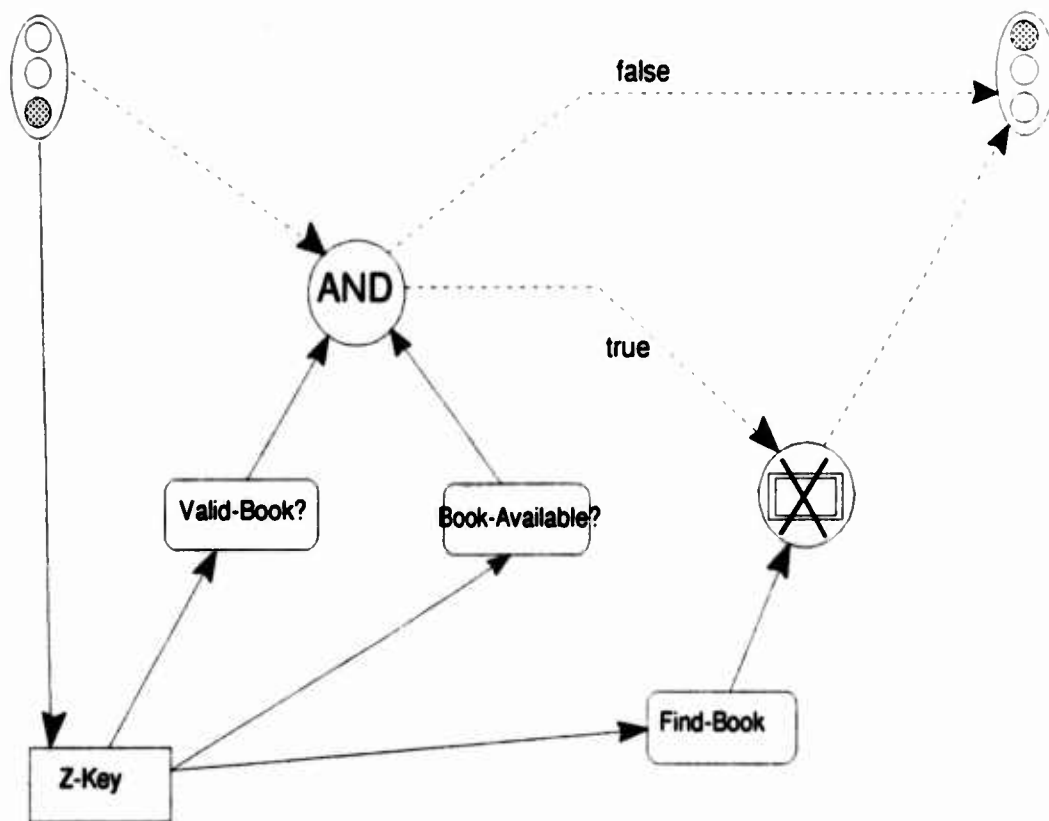 false
AND
true
Valid-Book?
Book-Available?
Find-Book
Z-Key